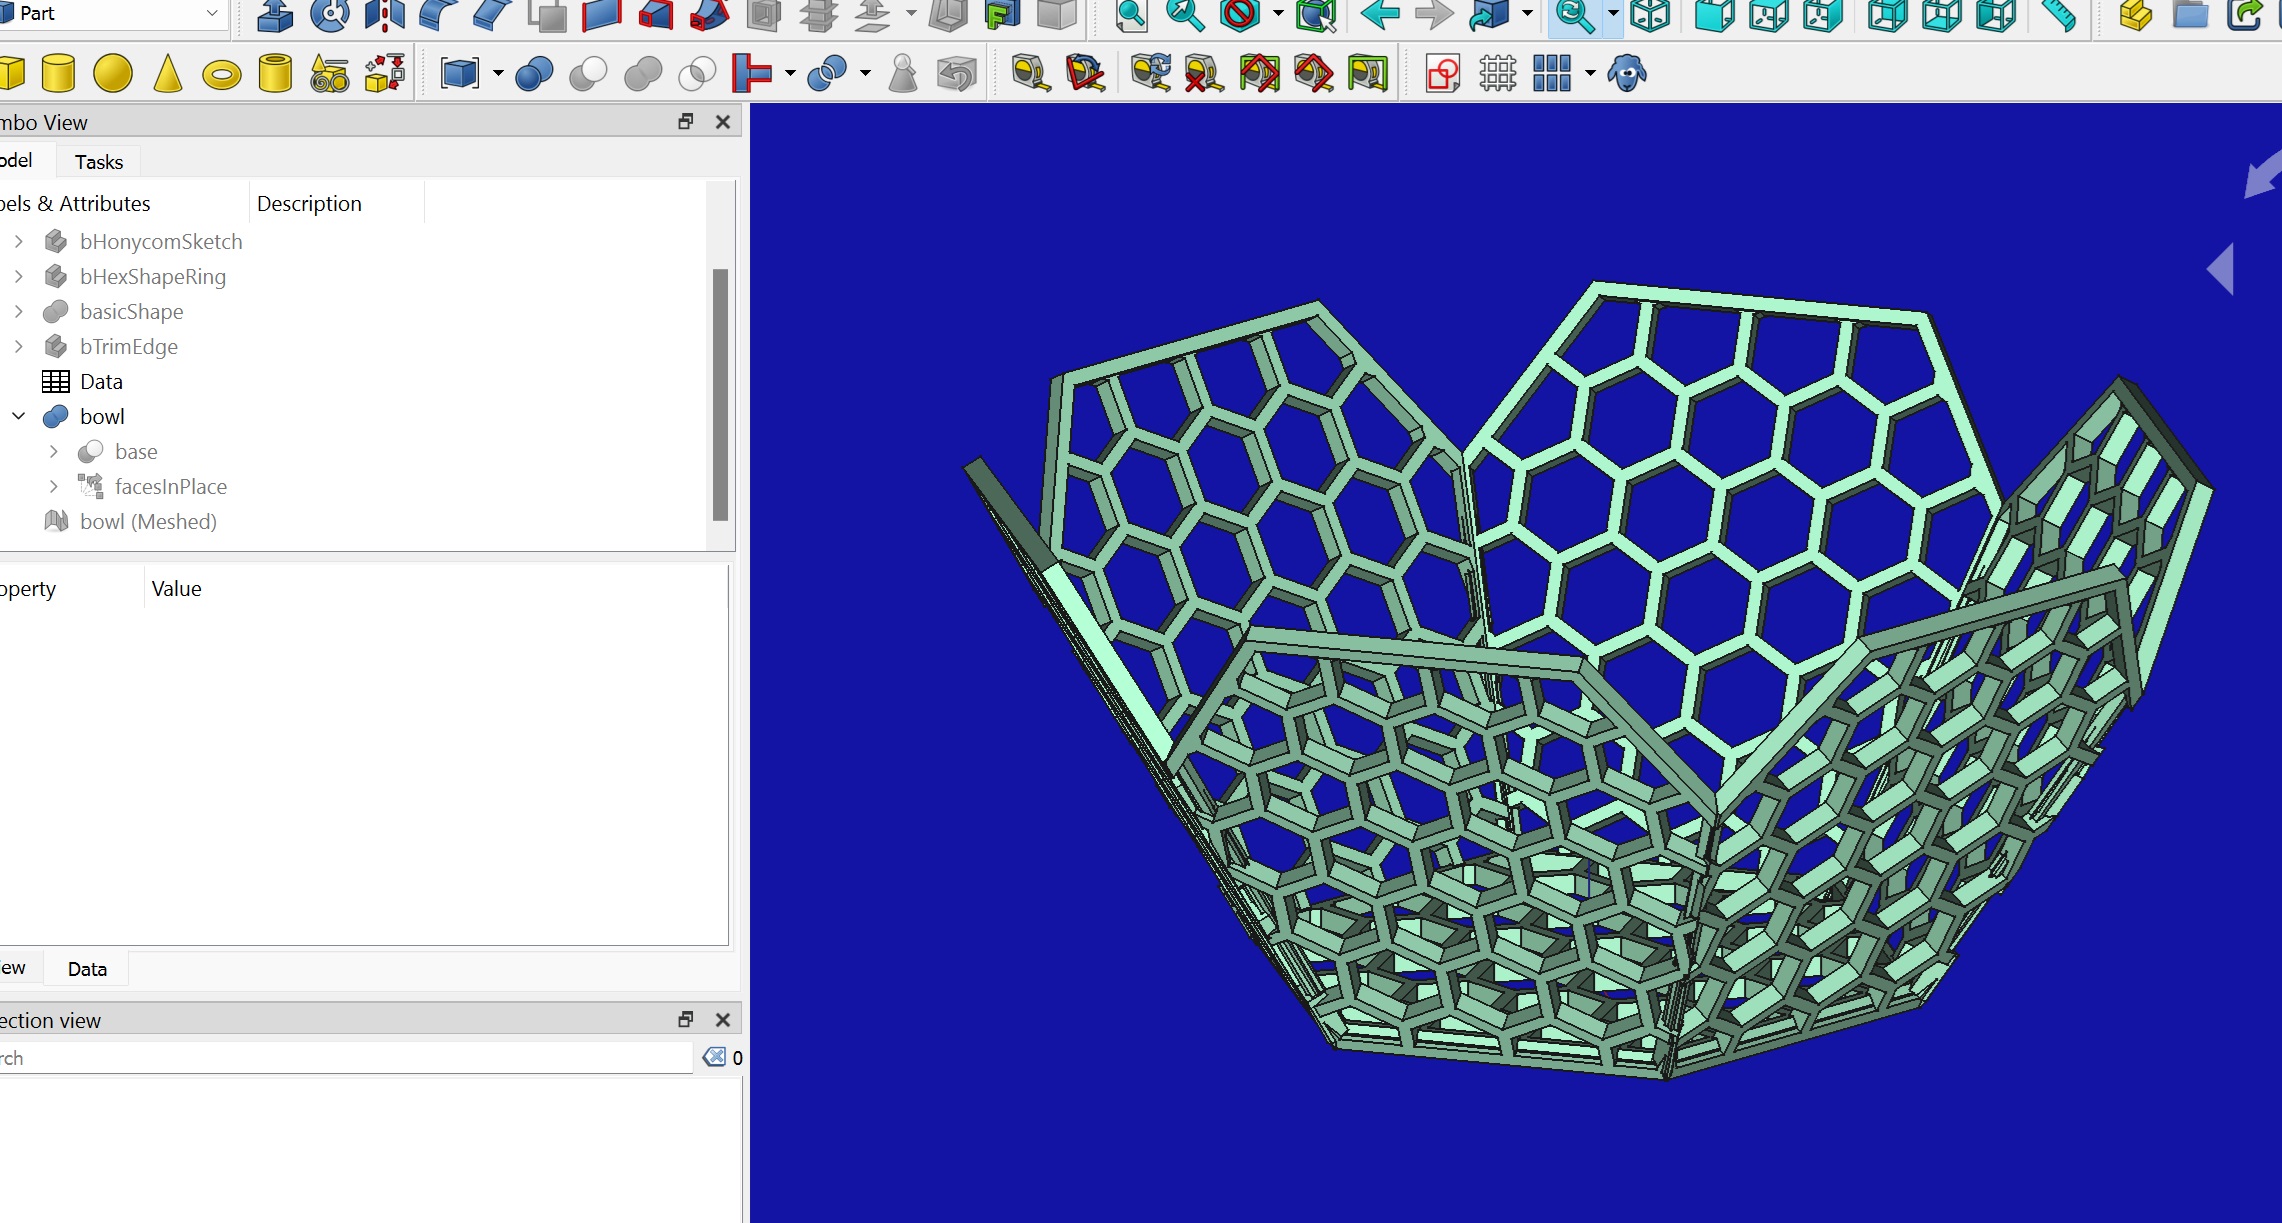 Part
mbo View
odel
Tasks
bels & Attributes
Description
bHonycomSketch
bHexShapeRing
basicShape
bTrimEdge
Data
bowl
base
facesInPlace
bowl (Meshed)
operty
Value
ew
Data
ection view
rch
0